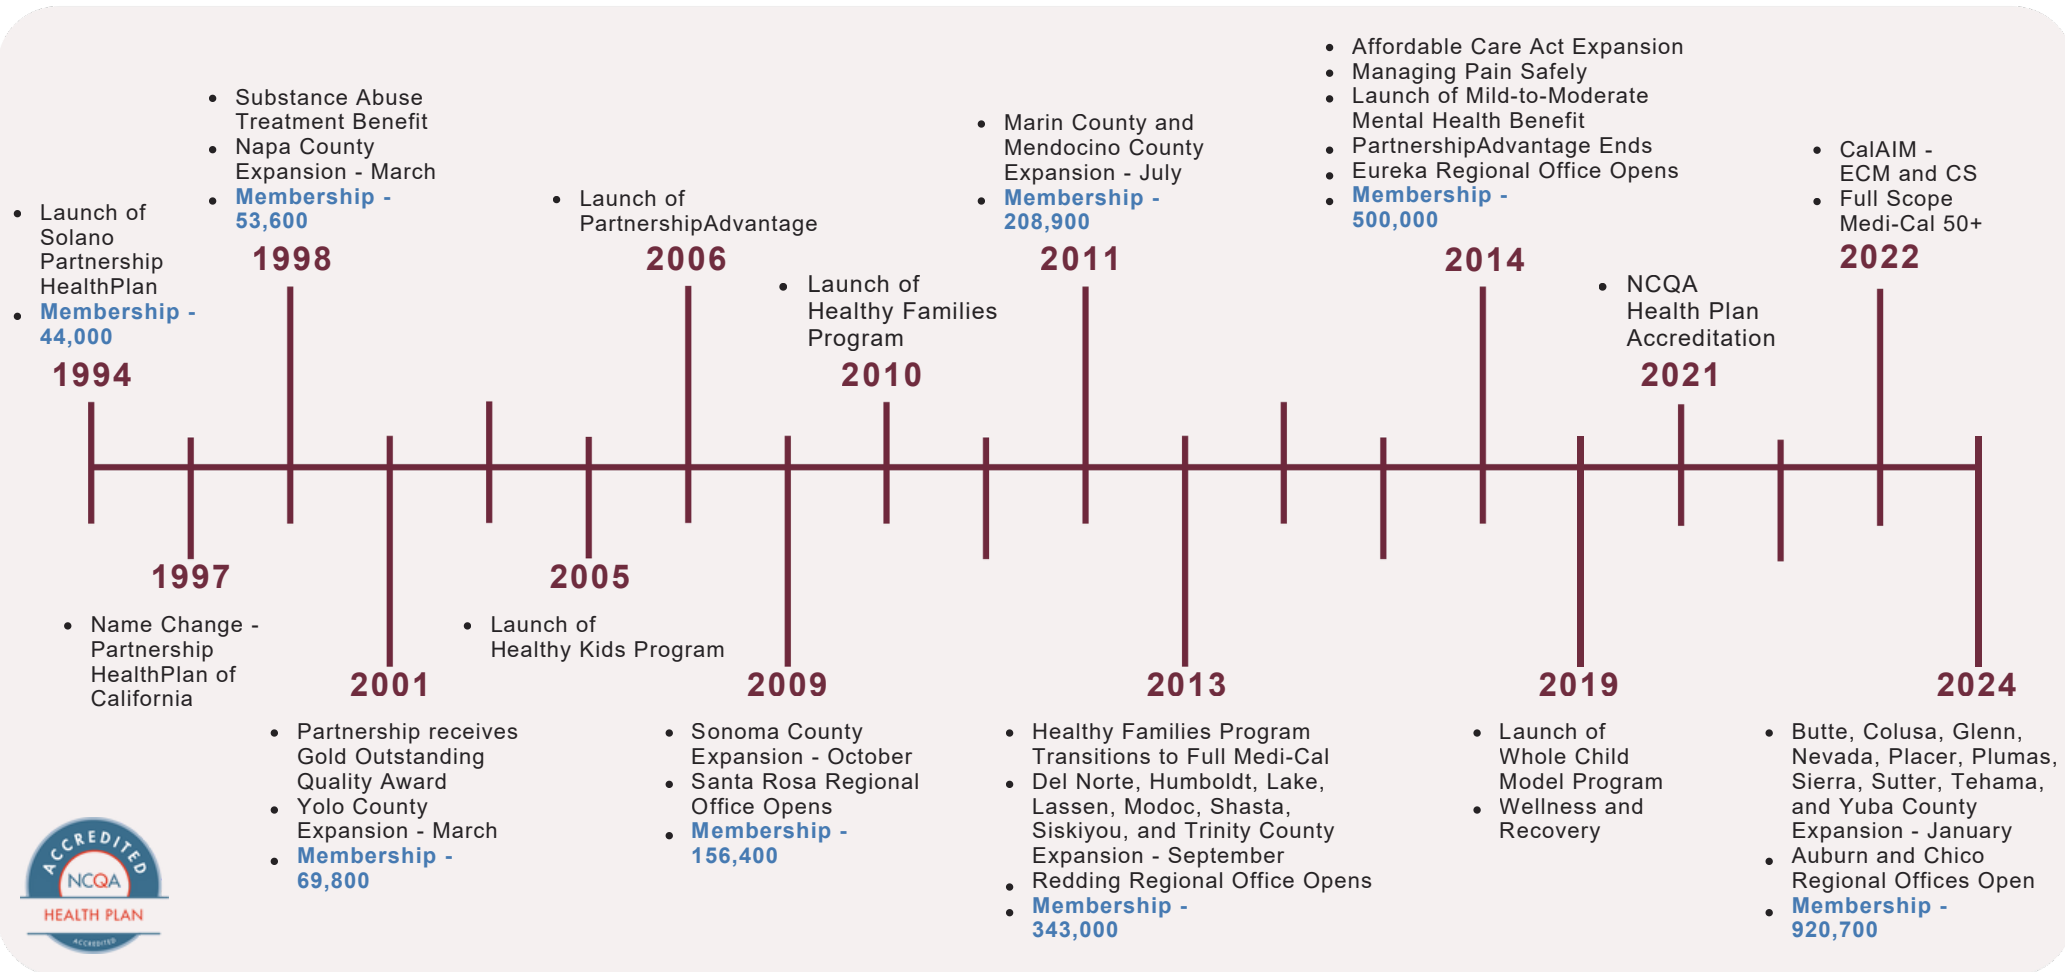 Launch of
Solano
Partnership
HealthPlan
Membership -
44,000
1994
1997
Name Change -
Partnership
HealthPlan of
California
Substance Abuse
Treatment Benefit
Napa County
Expansion - March
Membership -
53,600
1998
2001
Partnership receives
Gold Outstanding
Quality Award
Yolo County
Expansion - March
Membership -
69,800
2005
Launch of
Healthy Kids Program
Launch of
PartnershipAdvantage
2006
2009
Sonoma County
Expansion - October
Santa Rosa Regional
Office Opens
Membership -
156,400
Launch of
Healthy Families
Program
2010
Marin County and
Mendocino County
Expansion - July
Membership -
208,900
2011
2013
Healthy Families Program
Transitions to Full Medi-Cal
Del Norte, Humboldt, Lake,
Lassen, Modoc, Shasta,
Siskiyou, and Trinity County
Expansion - September
Redding Regional Office Opens
Membership -
343,000
Affordable Care Act Expansion
Managing Pain Safely
Launch of Mild-to-Moderate
Mental Health Benefit
PartnershipAdvantage Ends
Eureka Regional Office Opens
Membership -
500,000
2014
2019
Launch of
Whole Child
Model Program
Wellness and
Recovery
NCQA
Health Plan
Accreditation
2021
CalAIM -
ECM and CS
Full Scope
Medi-Cal 50+
2022
2024
Butte, Colusa, Glenn,
Nevada, Placer, Plumas,
Sierra, Sutter, Tehama,
and Yuba County
Expansion - January
Auburn and Chico
Regional Offices Open
Membership -
920,700
ACCREDITED
NCQA
HEALTH PLAN
ACCREDITED